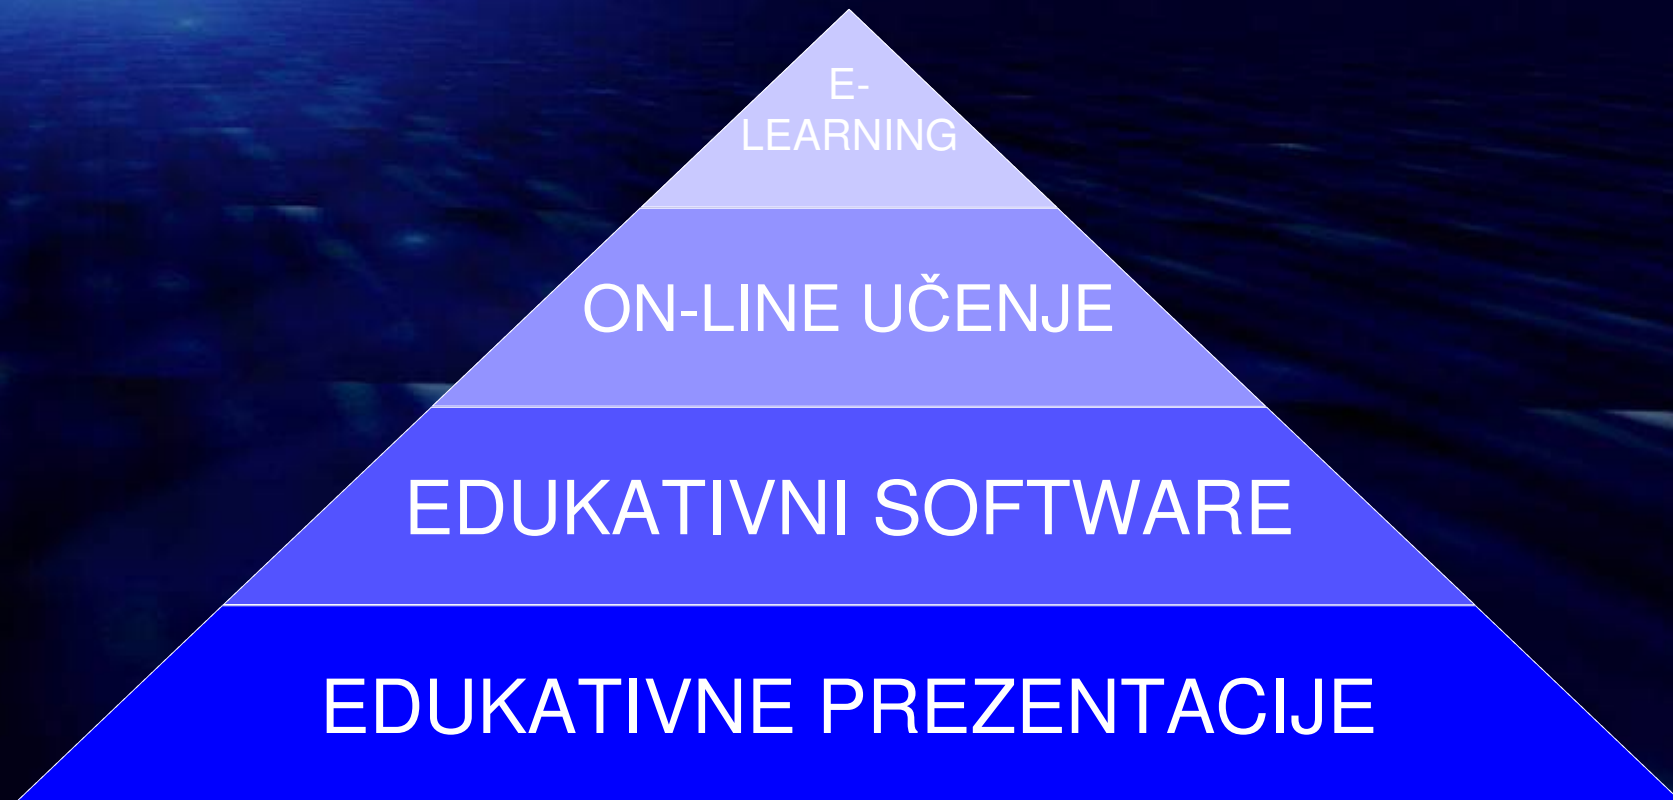 E-
LEARNING
ON-LINE UČENJE
EDUKATIVNI SOFTWARE
EDUKATIVNE PREZENTACIJE